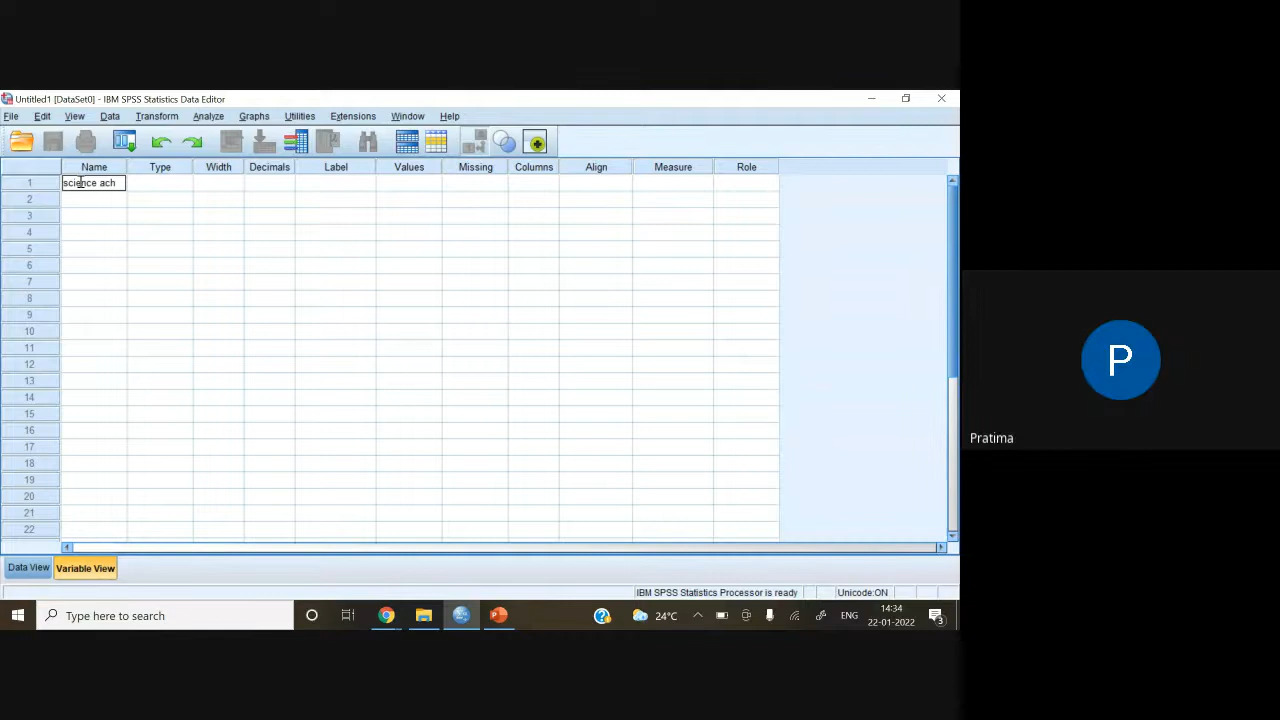 Untitled1 [DataSet0] - IBM SPSS Statistics Data Editor
File Edit View Data Transform Analyze Graphs Utilities Extensions Window Help
Name Type Width Decimals Label Values Missing Columns Align Measure Role
1 science ach
2
3
4
5
6
7
8
9
10
11
12
13
14
15
16
17
18
19
20
21
22
P
Pratima
Data View Variable View
IBM SPSS Statistics Processor is ready Unicode:ON
Type here to search 24°C ENG 14:34
22-01-2022 3